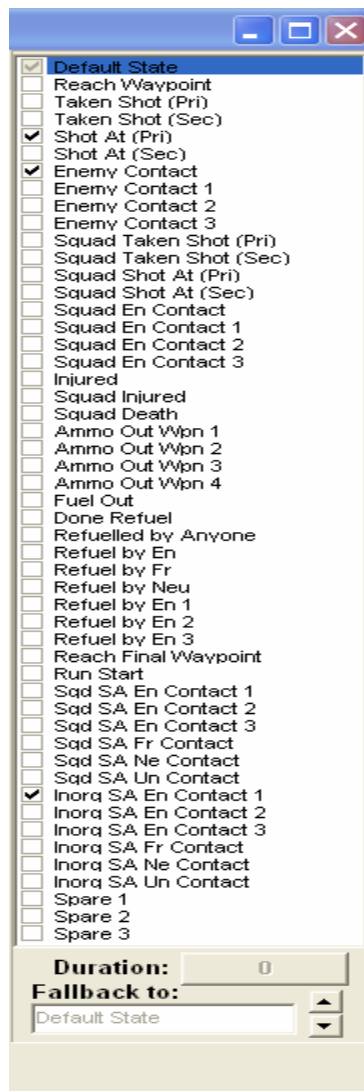 Default State
Reach Waypoint
Taken Shot (Pri)
Taken Shot (Sec)
Shot At (Pri)
Shot At (Sec)
Enemy Contact
Enemy Contact 1
Enemy Contact 2
Enemy Contact 3
Squad Taken Shot (Pri)
Squad Taken Shot (Sec)
Squad Shot At (Pri)
Squad Shot At (Sec)
Squad En Contact
Squad En Contact 1
Squad En Contact 2
Squad En Contact 3
Injured
Squad Injured
Squad Death
Ammo Out Wpn 1
Ammo Out Wpn 2
Ammo Out Wpn 3
Ammo Out Wpn 4
Fuel Out
Done Refuel
Refuelled by Anyone
Refuel by En
Refuel by Fr
Refuel by Neu
Refuel by En 1
Refuel by En 2
Refuel by En 3
Reach Final Waypoint
Run Start
Sqd SA En Contact 1
Sqd SA En Contact 2
Sqd SA En Contact 3
Sqd SA Fr Contact
Sqd SA Ne Contact
Sqd SA Un Contact
Inorg SA En Contact 1
Inorg SA En Contact 2
Inorg SA En Contact 3
Inorg SA Fr Contact
Inorg SA Ne Contact
Inorg SA Un Contact
Spare 1
Spare 2
Spare 3
Duration: 0
Fallback to:
Default State